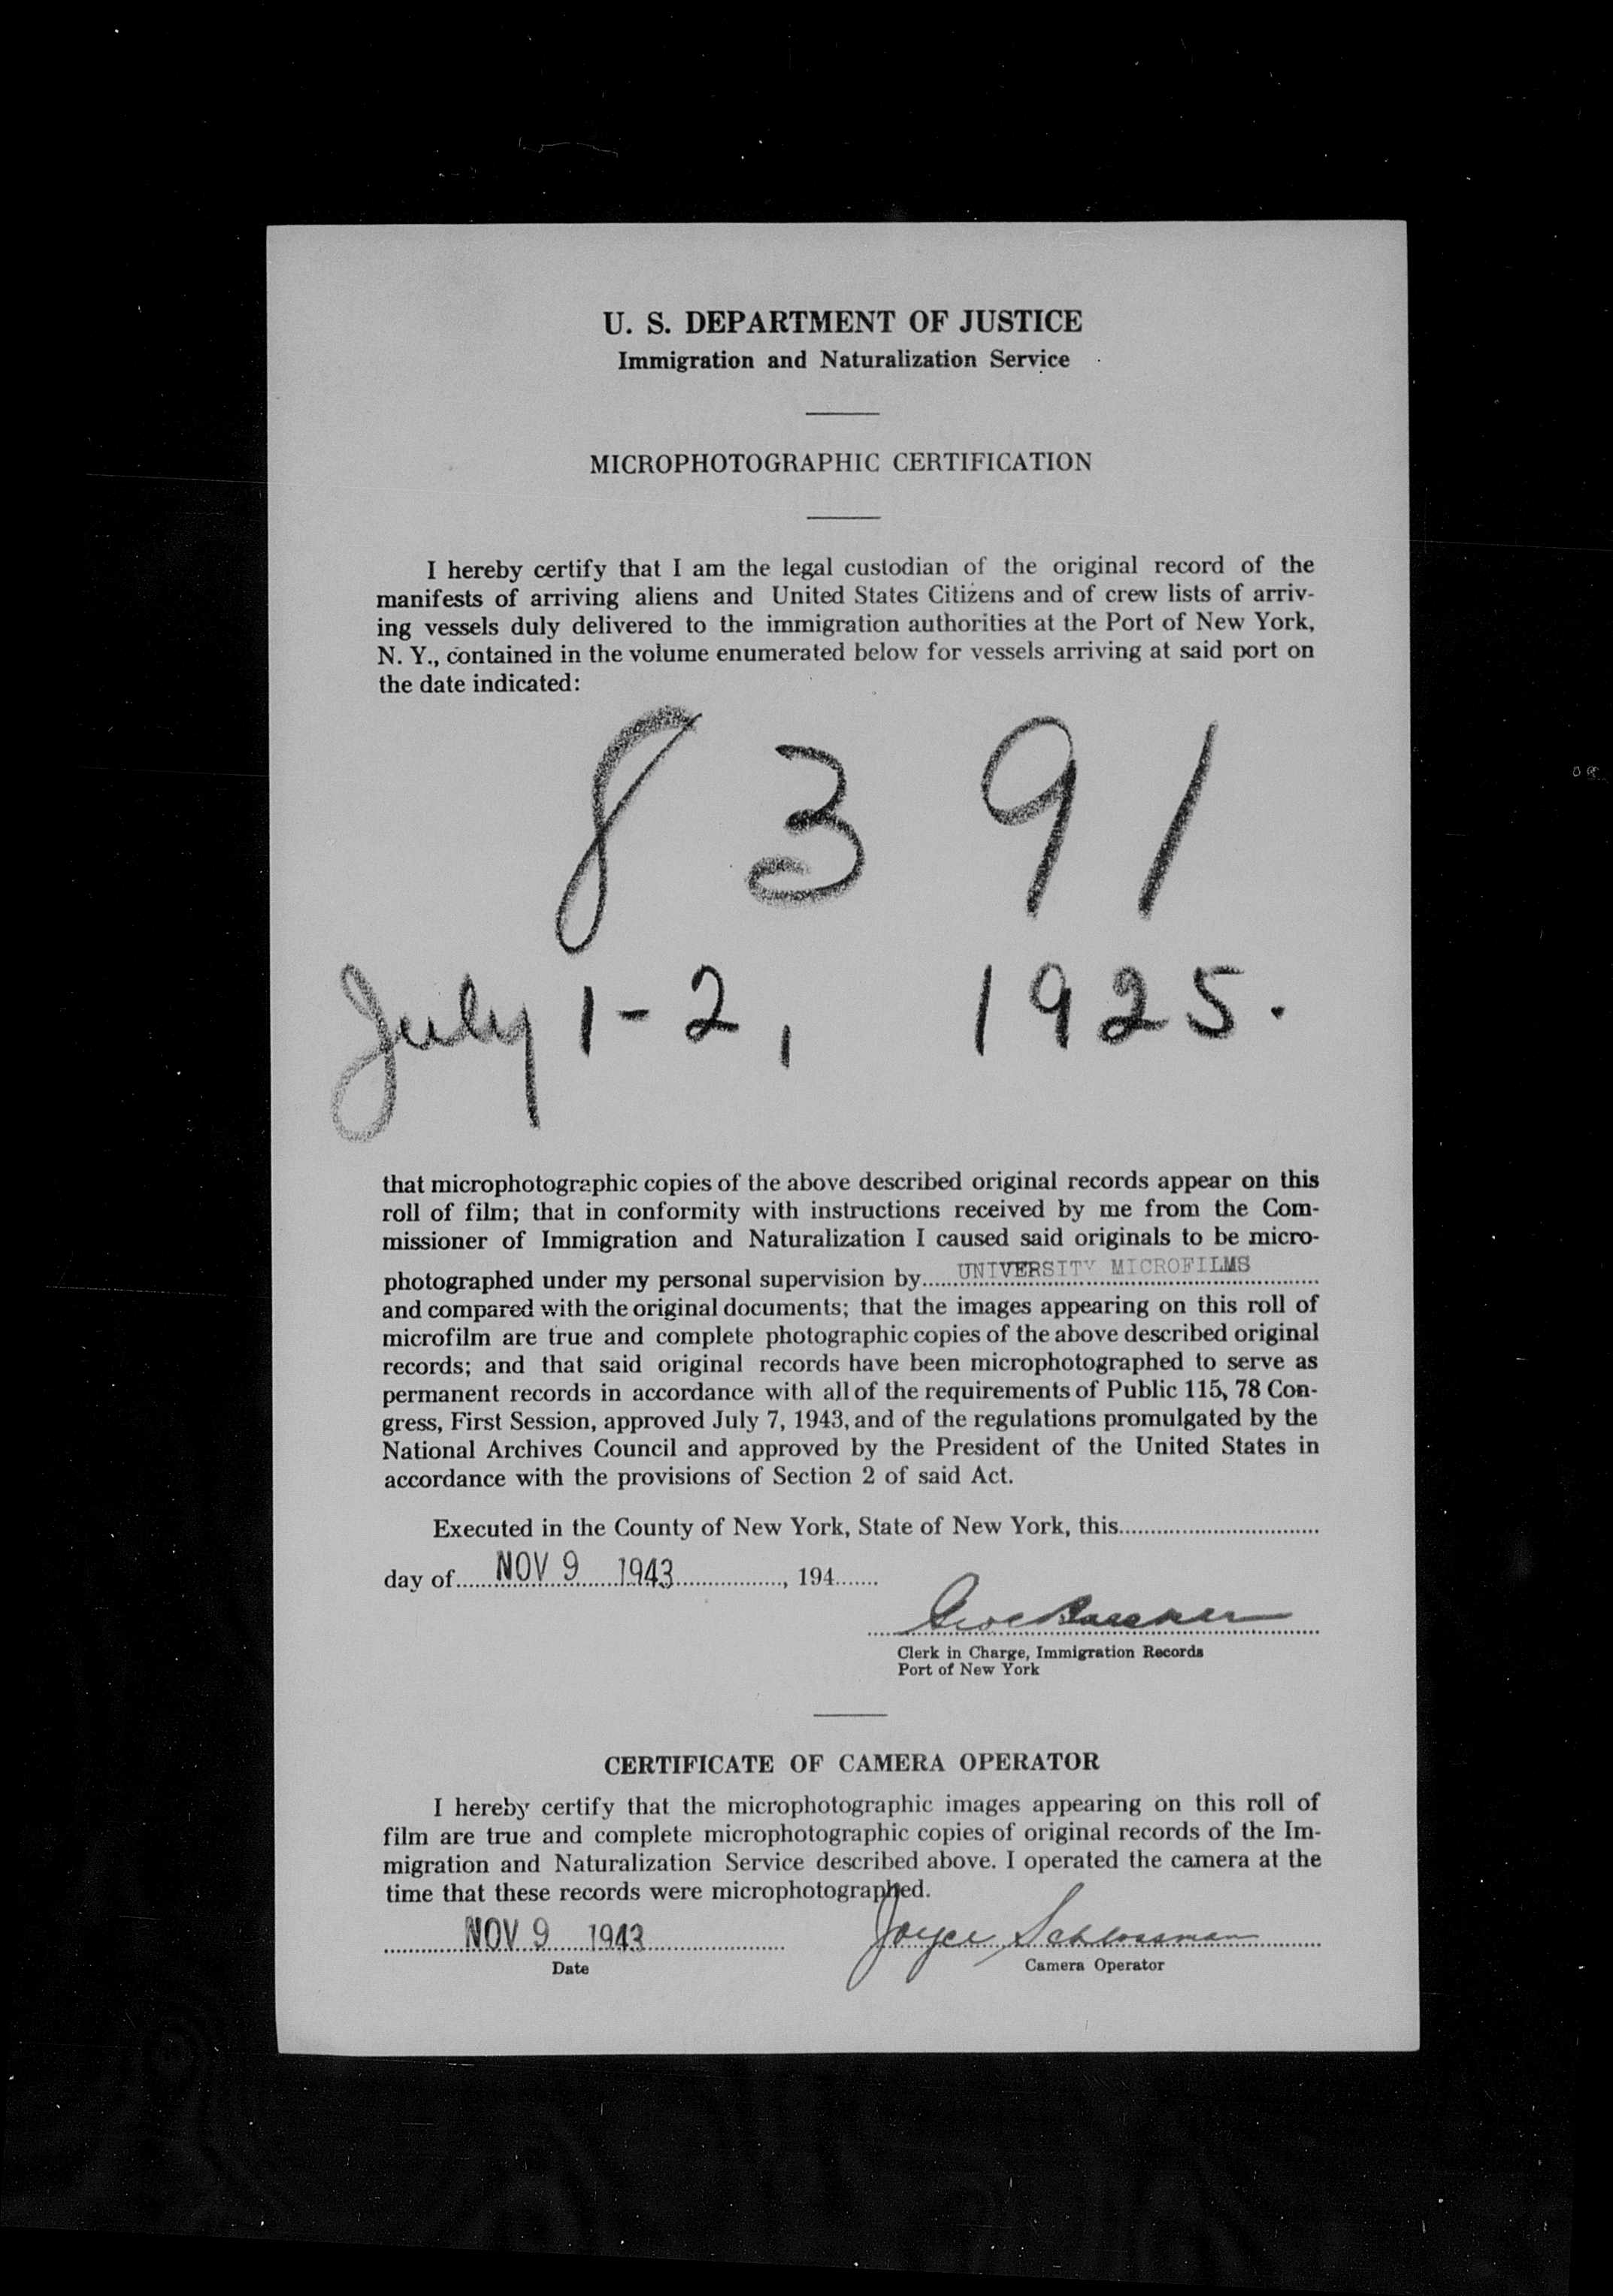 U. S. DEPARTMENT OF JUSTICE
Immigration and Naturalization Service
MICROPHOTOGRAPHIC CERTIFICATION
I hereby certify that I am the legal custodian of the original record of the
manifests of arriving aliens and United States Citizens and of crew lists of arriv-
ing vessels duly delivered to the immigration authorities at the Port of New York,
N. Y., contained in the volume enumerated below for vessels arriving at said port on
the date indicated:
8391
July 1-2, 1925.
that microphotographic copies of the above described original records appear on this
roll of film; that in conformity with instructions received by me from the Com-
missioner of Immigration and Naturalization I caused said originals to be micro-
photographed under my personal supervision by UNIVERSITY MICROFILMS
and compared with the original documents; that the images appearing on this roll of
microfilm are true and complete photographic copies of the above described original
records; and that said original records have been microphotographed to serve as
permanent records in accordance with all of the requirements of Public 115, 78 Con-
gress, First Session, approved July 7, 1943, and of the regulations promulgated by the
National Archives Council and approved by the President of the United States in
accordance with the provisions of Section 2 of said Act.
Executed in the County of New York, State of New York, this
day of NOV 9 1943, 194
Clerk in Charge, Immigration Records
Port of New York
CERTIFICATE OF CAMERA OPERATOR
I hereby certify that the microphotographic images appearing on this roll of
film are true and complete microphotographic copies of original records of the Im-
migration and Naturalization Service described above. I operated the camera at the
time that these records were microphotographed.
NOV 9 1943 Joyce Schlossman
Date Camera Operator